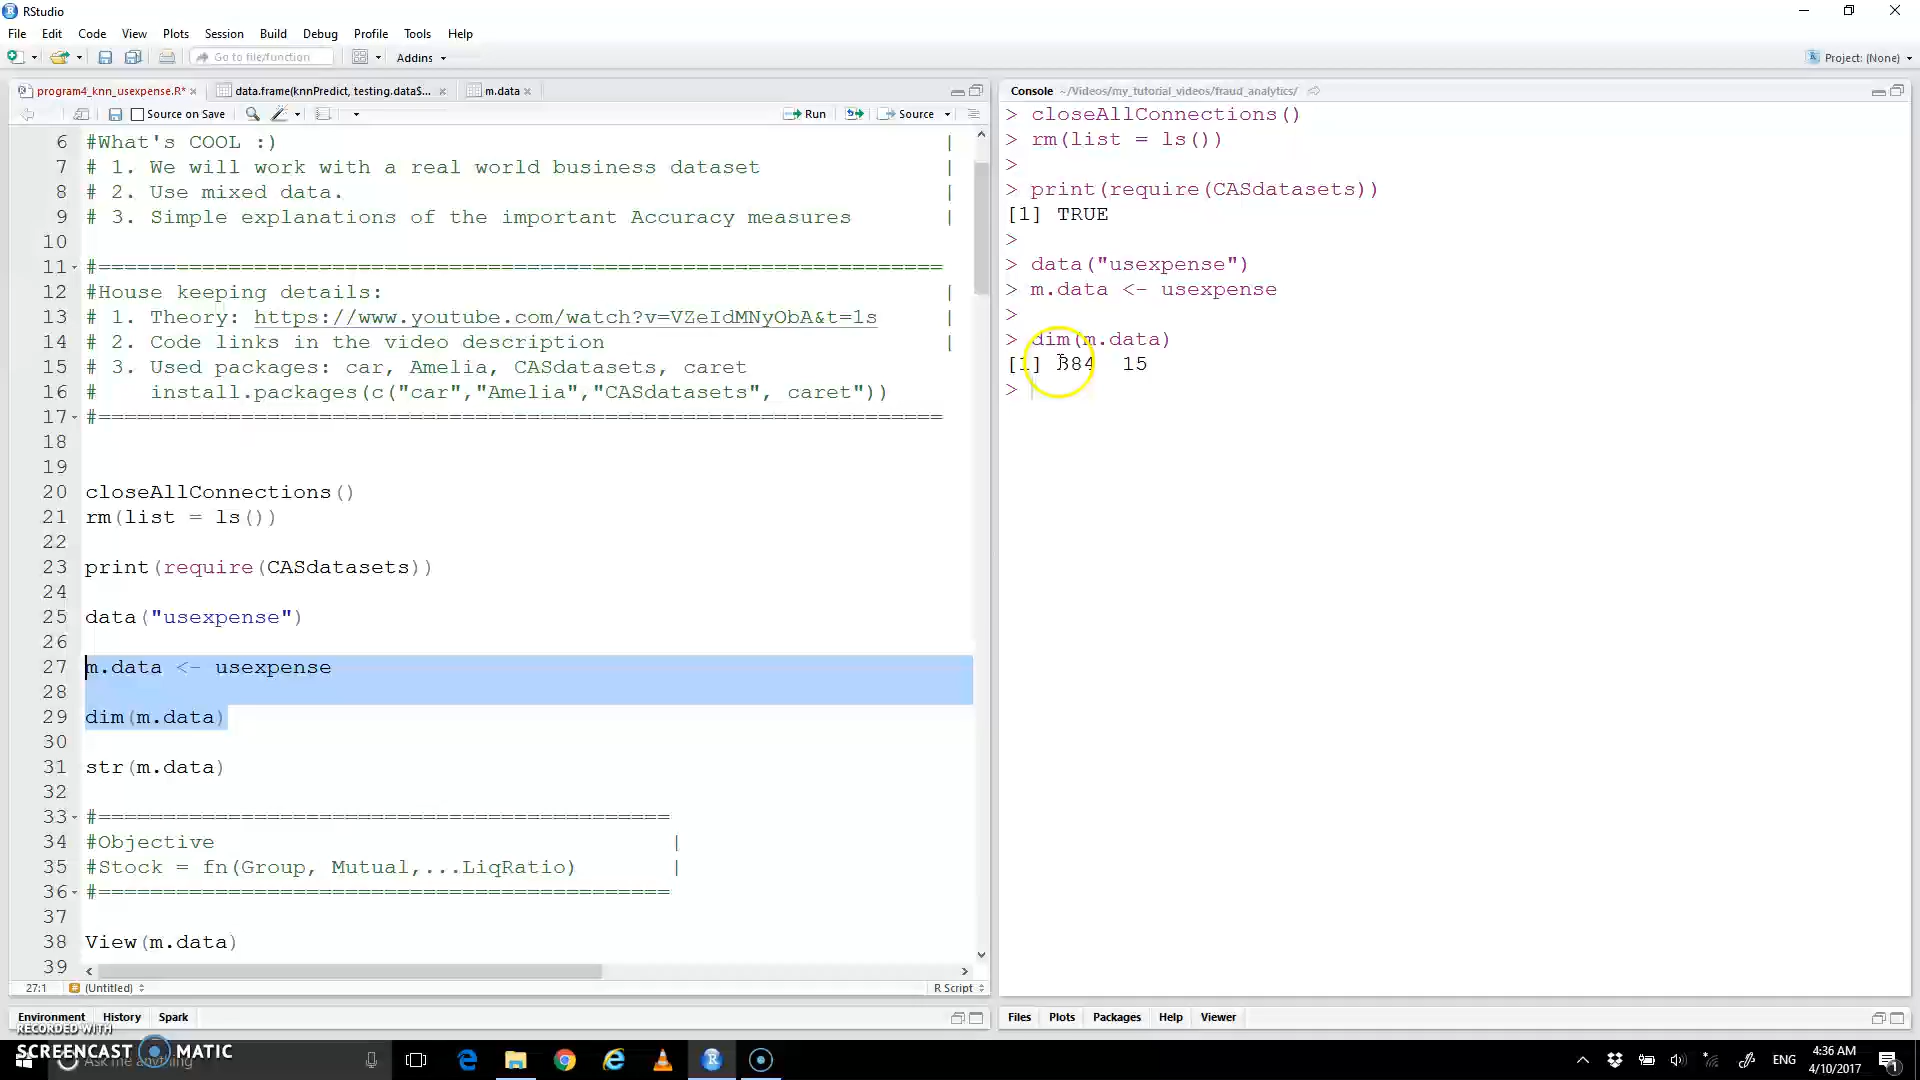 RStudio
File Edit Code View Plots Session Build Debug Profile Tools Help
Go to file/function Addins Project: (None)
program4_knn_usexpense.R* data.frame(knnPredict, testing.data$... m.data
Source on Save Run Source
6 #What's COOL :) |
7 # 1. We will work with a real world business dataset |
8 # 2. Use mixed data. |
9 # 3. Simple explanations of the important Accuracy measures |
10
11 #=================================================================
12 #House keeping details: |
13 # 1. Theory: https://www.youtube.com/watch?v=VZeIdMNyObA&t=1s |
14 # 2. Code links in the video description |
15 # 3. Used packages: car, Amelia, CASdatasets, caret
16 #    install.packages(c("car","Amelia","CASdatasets", caret"))
17 #=================================================================
18
19
20 closeAllConnections()
21 rm(list = ls())
22
23 print(require(CASdatasets))
24
25 data("usexpense")
26
27 m.data <- usexpense
28
29 dim(m.data)
30
31 str(m.data)
32
33 #============================================
34 #Objective |
35 #Stock = fn(Group, Mutual,...LiqRatio) |
36 #============================================
37
38 View(m.data)
39
27:1 (Untitled) R Script
Environment History Spark
Console ~/Videos/my_tutorial_videos/fraud_analytics/
> closeAllConnections()
> rm(list = ls())
>
> print(require(CASdatasets))
[1] TRUE
>
> data("usexpense")
> m.data <- usexpense
>
> dim(m.data)
[1] 384  15
>
Files Plots Packages Help Viewer
RECORDED WITH
SCREENCAST MATIC
Ask me anything
ENG
4:36 AM
4/10/2017
1